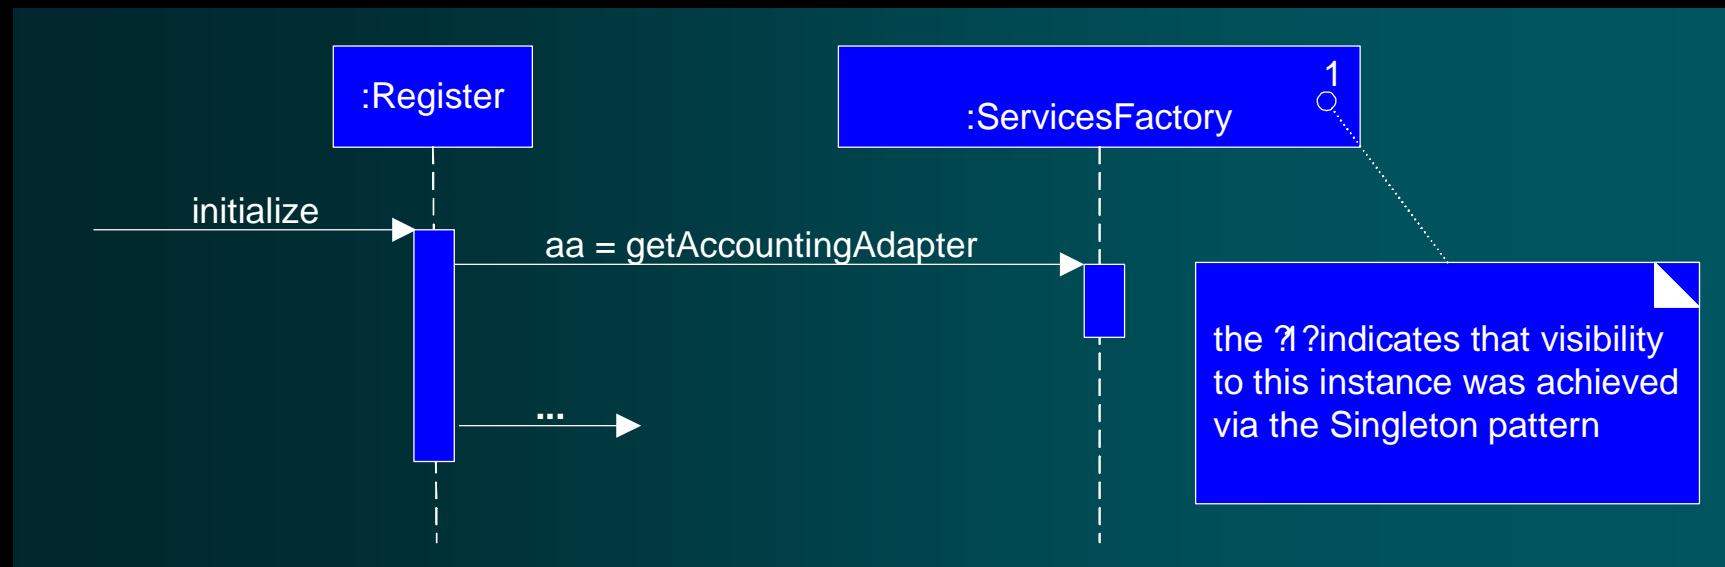 :Register
1
:ServicesFactory
initialize
aa = getAccountingAdapter
...
the ?1?indicates that visibility
to this instance was achieved
via the Singleton pattern